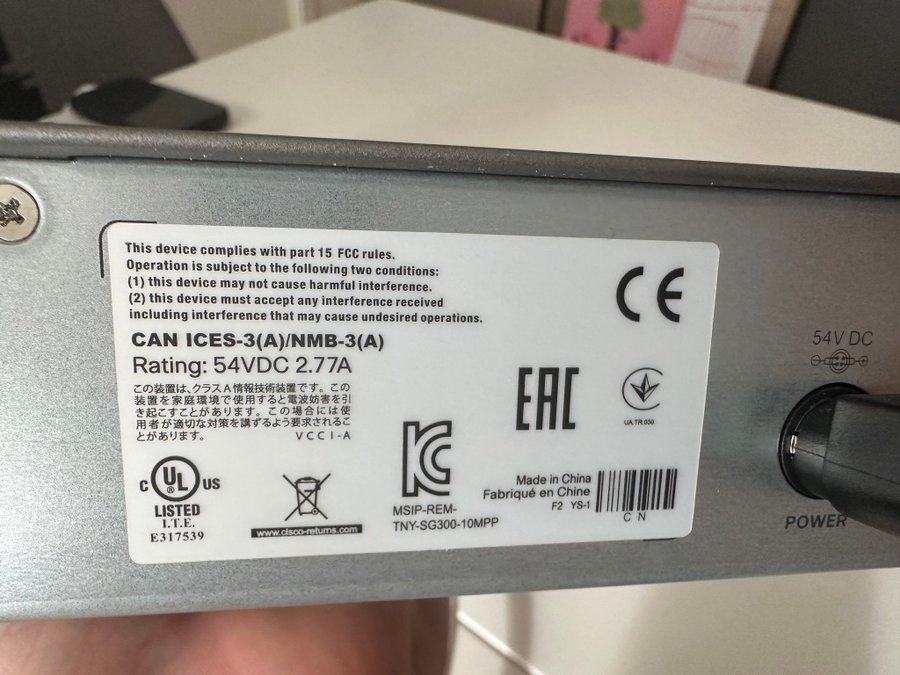 This device complies with part 15 FCC rules.
Operation is subject to the following two conditions:
(1) this device may not cause harmful interference.
(2) this device must accept any interference received
including interference that may cause undesired operations.
CAN ICES-3(A)/NMB-3(A)
Rating: 54VDC 2.77A
この装置は、クラスA情報技術装置です。この
装置を家庭環境で使用すると電波妨害を引
き起こすことがあります。この場合には使
用者が適切な対策を講ずるよう要求されるこ
とがあります。 VCCI-A
C UL US
®
LISTED
I.T.E.
E317539
www.cisco-returns.com
KC
MSIP-REM-
TNY-SG300-10MPP
CE
EAC
UA.TR.030
Made in China
Fabriqué en Chine
F2 YS-1
C N
54V DC
POWER